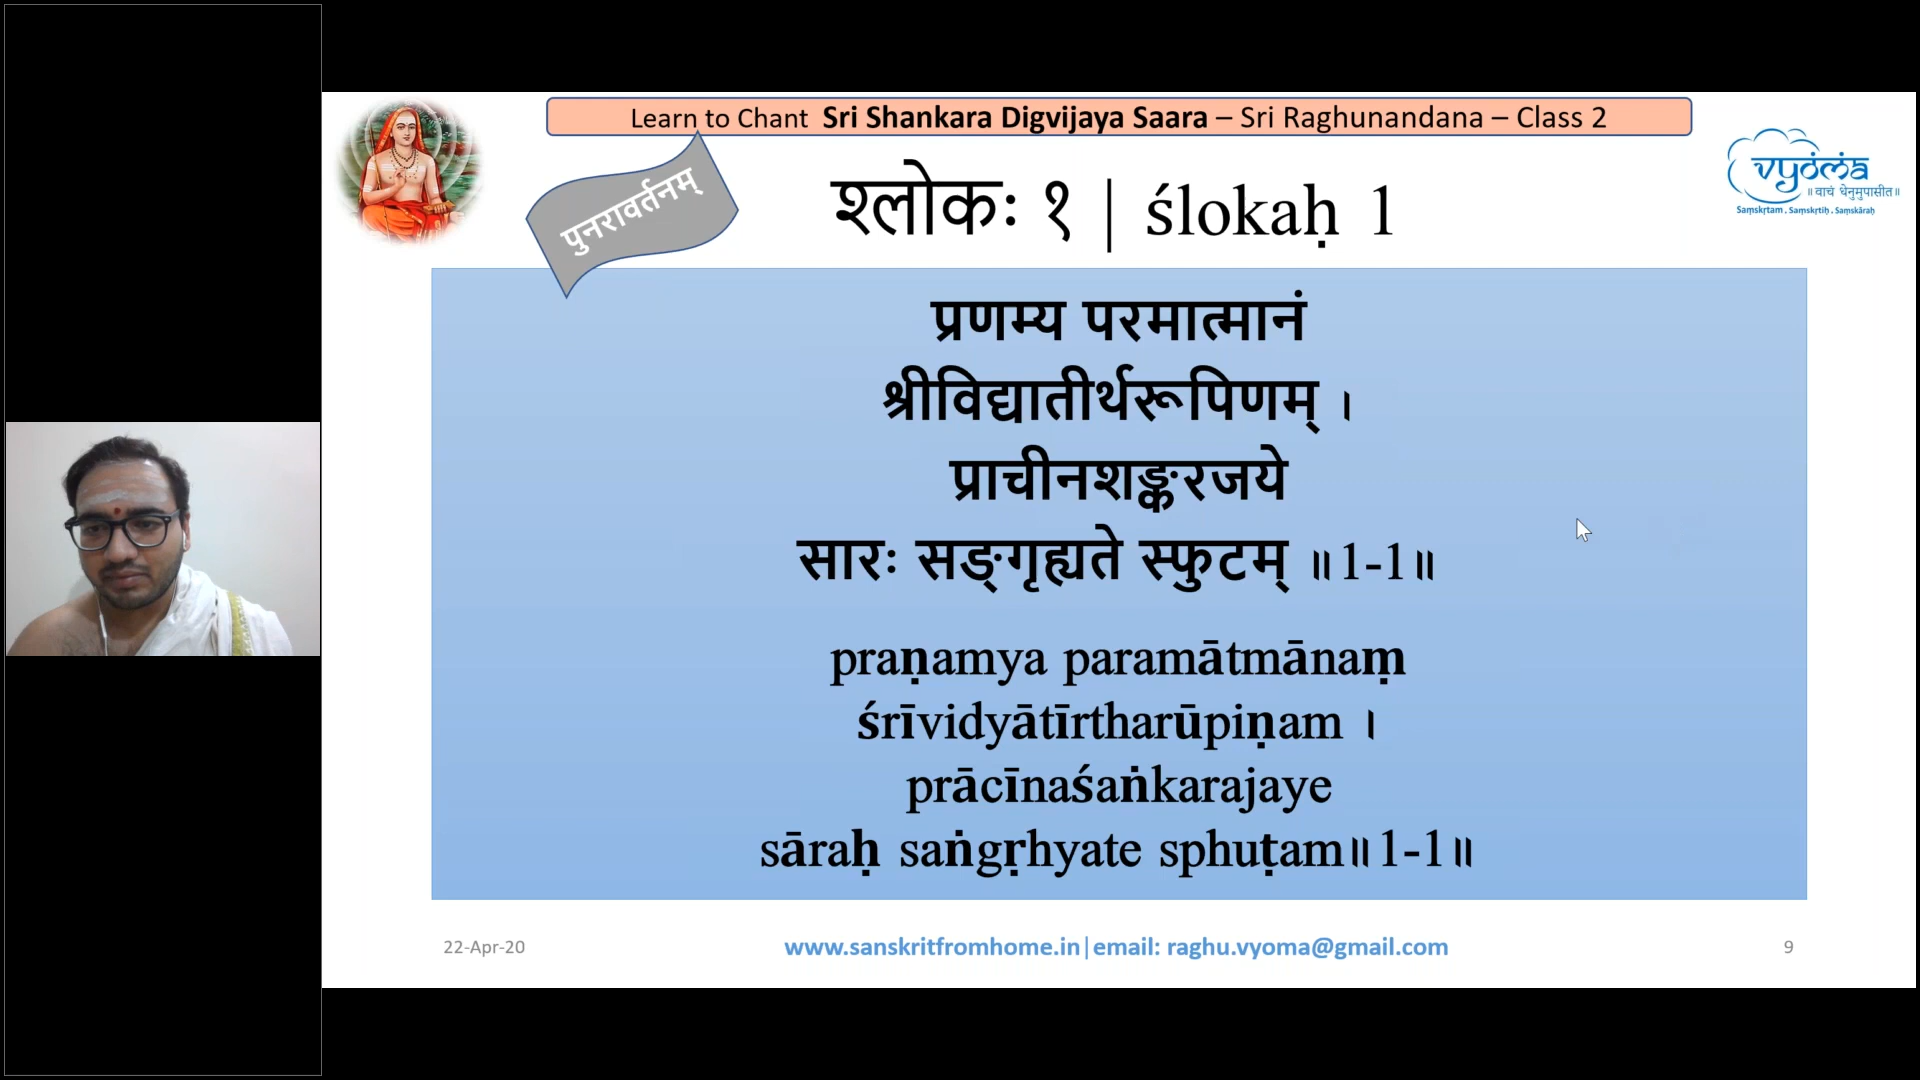 Learn to Chant Sri Shankara Digvijaya Saara – Sri Raghunandana – Class 2
पुनरावर्तनम्
श्लोकः १ | ślokaḥ 1
vyoma
॥ वाचं धेनुमुपासीत॥
Saṃskṛtam . Saṃskṛtiḥ . Saṃskāraḥ
प्रणम्य परमात्मानं
श्रीविद्यातीर्थरूपिणम् ।
प्राचीनशङ्करजये
सारः सङ्गृह्यते स्फुटम् ॥1-1॥
praṇamya paramātmānaṃ
śrīvidyātīrtharūpiṇam ।
prācīnaśaṅkarajaye
sāraḥ saṅgṛhyate sphuṭam॥1-1॥
22-Apr-20
www.sanskritfromhome.in|email: raghu.vyoma@gmail.com
9